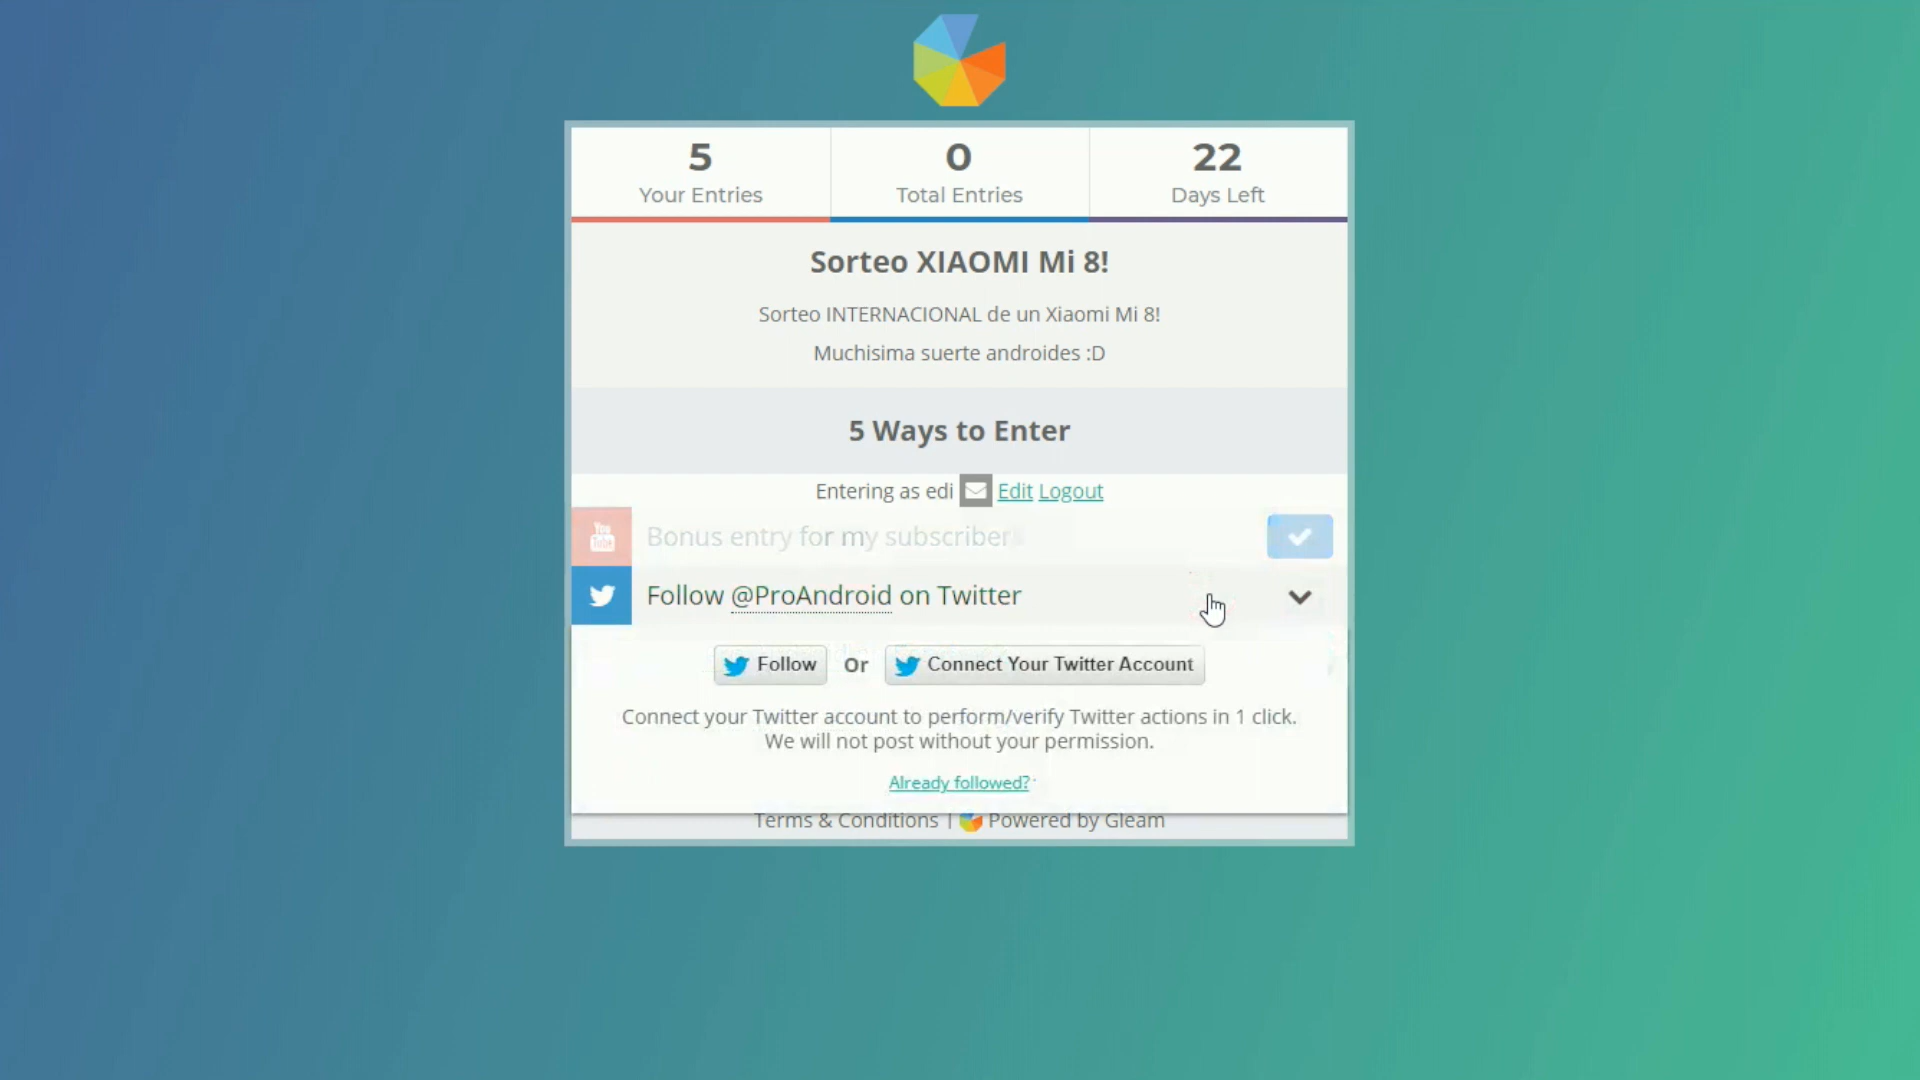 5
Your Entries
0
Total Entries
22
Days Left
Sorteo XIAOMI Mi 8!
Sorteo INTERNACIONAL de un Xiaomi Mi 8!
Muchisima suerte androides :D
5 Ways to Enter
Entering as edi Edit Logout
You Tube Bonus entry for my subscriber
Follow @ProAndroid on Twitter
Follow Or Connect Your Twitter Account
Connect your Twitter account to perform/verify Twitter actions in 1 click.
We will not post without your permission.
Already followed?
Terms & Conditions | Powered by Gleam